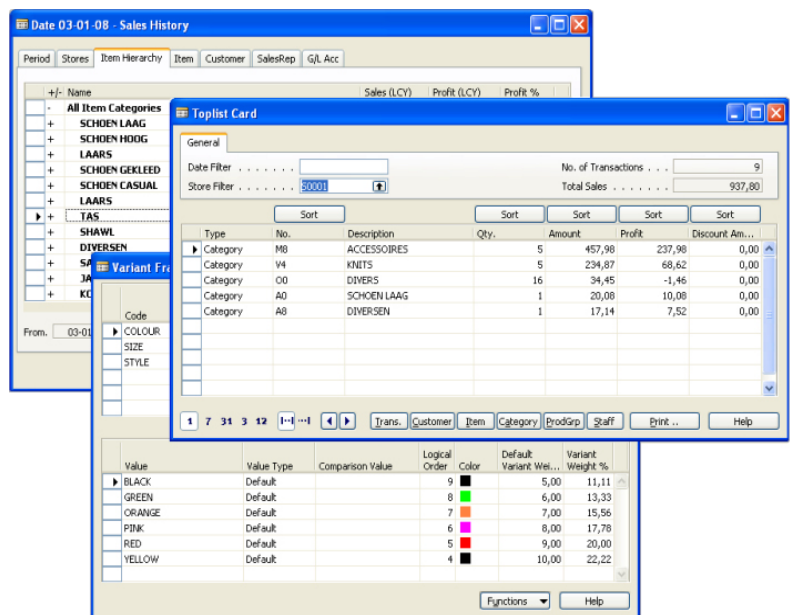 Date 03-01-08 - Sales History
Period Stores Item Hierarchy Item Customer SalesRep G/L Acc
+/- Name Sales (LCY) Profit (LCY) Profit %
- All Item Categories
+ SCHOEN LAAG
+ SCHOEN HOOG
+ LAARS
+ SCHOEN GEKLEED
+ SCHOEN CASUAL
+ LAARS
+ TAS
+ SHAWL
+ DIVERSEN
+
+
+
From. 03-01
Toplist Card
General
Date Filter . . . . . . . No. of Transactions . . . 9
Store Filter . . . . . . . S0001 Total Sales . . . . . . . 937,80
Sort Sort Sort Sort Sort
Type No. Description Qty. Amount Profit Discount Am...
Category M8 ACCESSOIRES 5 457,98 237,98 0,00
Category V4 KNITS 5 234,87 68,62 0,00
Category O0 DIVERS 16 34,45 -1,46 0,00
Category A0 SCHOEN LAAG 1 20,08 10,08 0,00
Category A8 DIVERSEN 1 17,14 7,52 0,00
1 7 31 3 12 Trans. Customer Item Category ProdGrp Staff Print .. Help
Variant Fra
Code
COLOUR
SIZE
STYLE
Logical Default Variant
Value Value Type Comparison Value Order Color Variant Wei... Weight %
BLACK Default 9 5,00 11,11
GREEN Default 8 6,00 13,33
ORANGE Default 7 7,00 15,56
PINK Default 6 8,00 17,78
RED Default 5 9,00 20,00
YELLOW Default 4 10,00 22,22
Functions Help